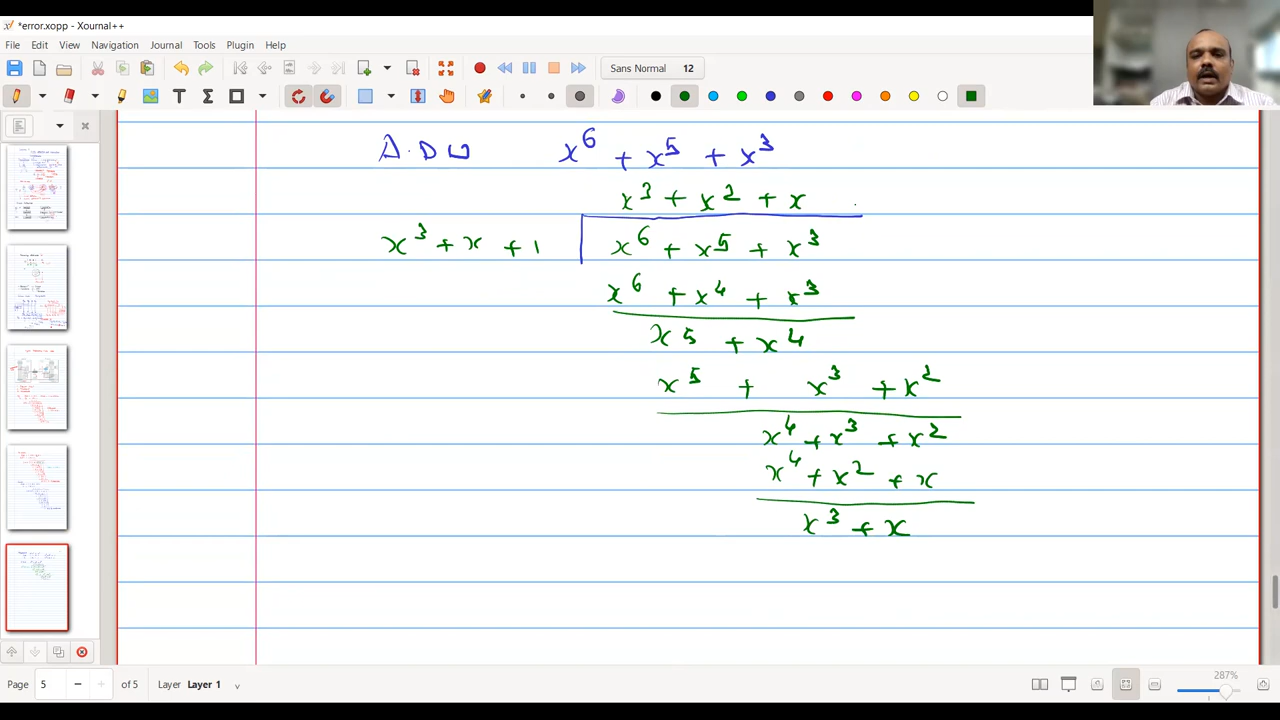 *error.xopp - Xournal++
File Edit View Navigation Journal Tools Plugin Help
Sans Normal 12
A.D W x^6 + x^5 + x^3
x^3 + x^2 + x
x^3 + x + 1 x^6 + x^5 + x^3
x^6 + x^4 + x^3
x^5 + x^4
x^5 + x^3 + x^2
x^4 + x^3 + x^2
x^4 + x^2 + x
x^3 + x
Page 5 of 5 Layer Layer 1 287%